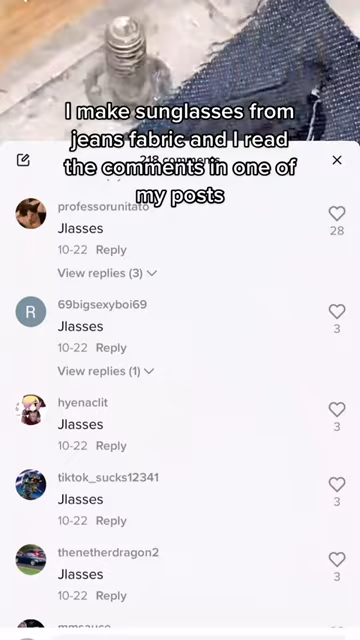 I make sunglasses from
jeans fabric and I read
the comments in one of
my posts
218 comments
professorunitato
Jlasses
28
10-22 Reply
View replies (3)
R
69bigsexyboi69
Jlasses
3
10-22 Reply
View replies (1)
hyenaclit
Jlasses
3
10-22 Reply
tiktok_sucks12341
Jlasses
3
10-22 Reply
thenetherdragon2
Jlasses
3
10-22 Reply